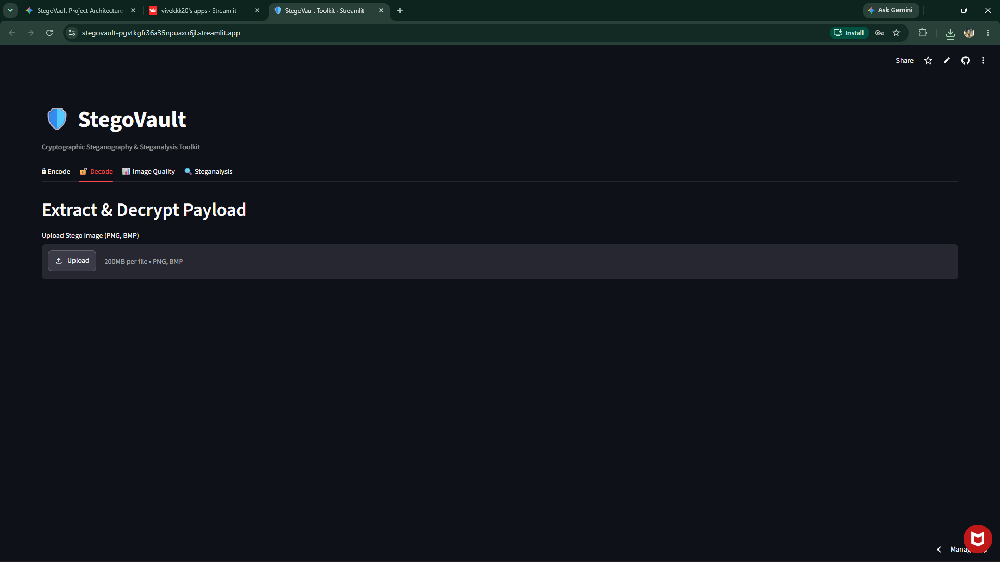 StegoVault Project Architecture
vivekkk20's apps · Streamlit
StegoVault Toolkit · Streamlit
Ask Gemini
stegovault-pgvtkgfr36a35npuaxu6jl.streamlit.app
Install
Share
StegoVault
Cryptographic Steganography & Steganalysis Toolkit
Encode
Decode
Image Quality
Steganalysis
Extract & Decrypt Payload
Upload Stego Image (PNG, BMP)
Upload
200MB per file • PNG, BMP